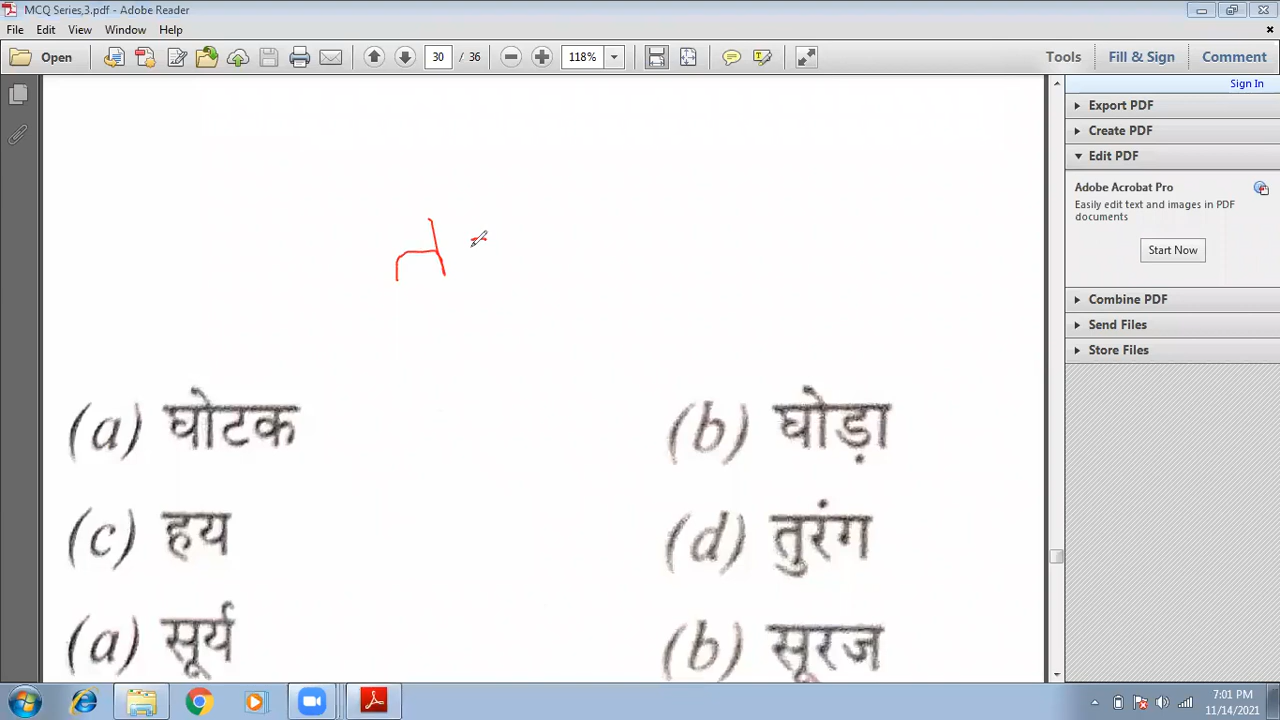 MCQ Series,3.pdf - Adobe Reader
File Edit View Window Help
Open 30 / 36 118% Tools Fill & Sign Comment
Sign In
Export PDF
Create PDF
Edit PDF
Adobe Acrobat Pro
Easily edit text and images in PDF
documents
Start Now
Combine PDF
Send Files
Store Files
(a) घोटक (b) घोड़ा
(c) हय (d) तुरंग
(a) सूर्य (b) सूरज
7:01 PM
11/14/2021